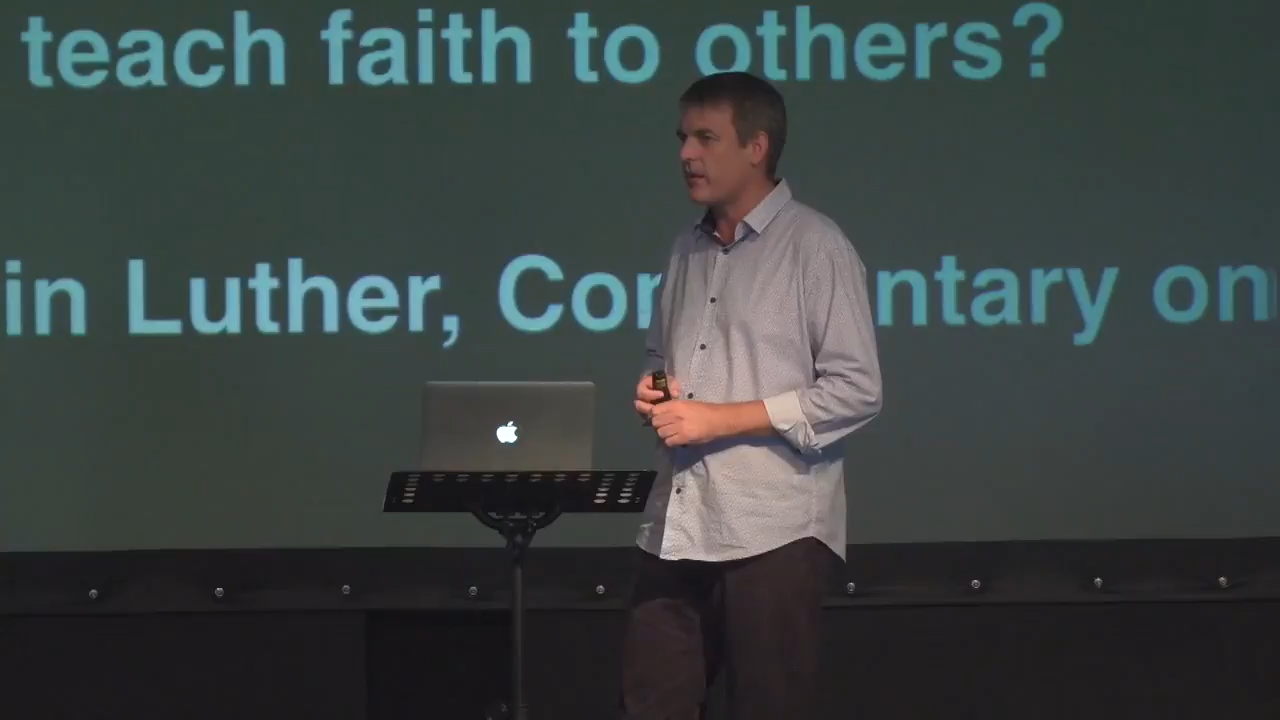 teach faith to others?
in Luther, Co ntary on